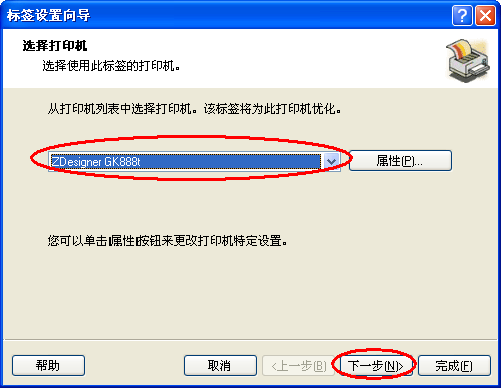 标签设置向导
选择打印机
选择使用此标签的打印机。
从打印机列表中选择打印机。该标签将为此打印机优化。
ZDesigner GK888t
属性(P)...
您可以单击|属性|按钮来更改打印机特定设置。
帮助
取消
<上一步(B)
下一步(N)>
完成(F)